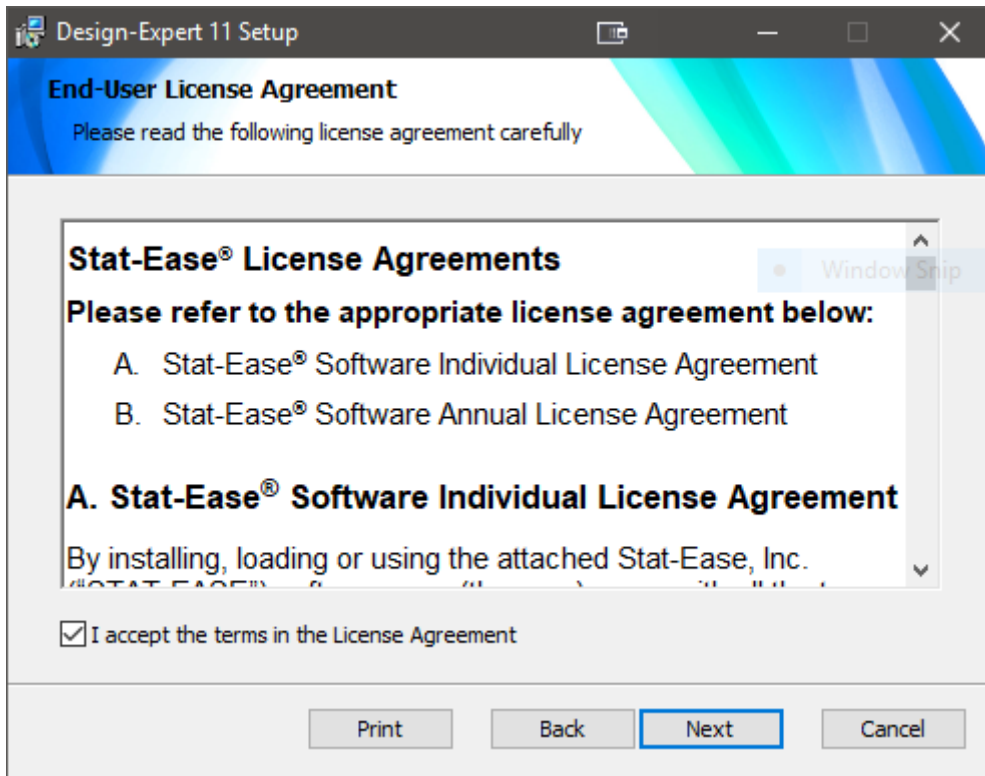 Design-Expert 11 Setup
End-User License Agreement
Please read the following license agreement carefully
Stat-Ease® License Agreements
Window Snip
Please refer to the appropriate license agreement below:
A. Stat-Ease® Software Individual License Agreement
B. Stat-Ease® Software Annual License Agreement
A. Stat-Ease® Software Individual License Agreement
By installing, loading or using the attached Stat-Ease, Inc.
I accept the terms in the License Agreement
Print
Back
Next
Cancel